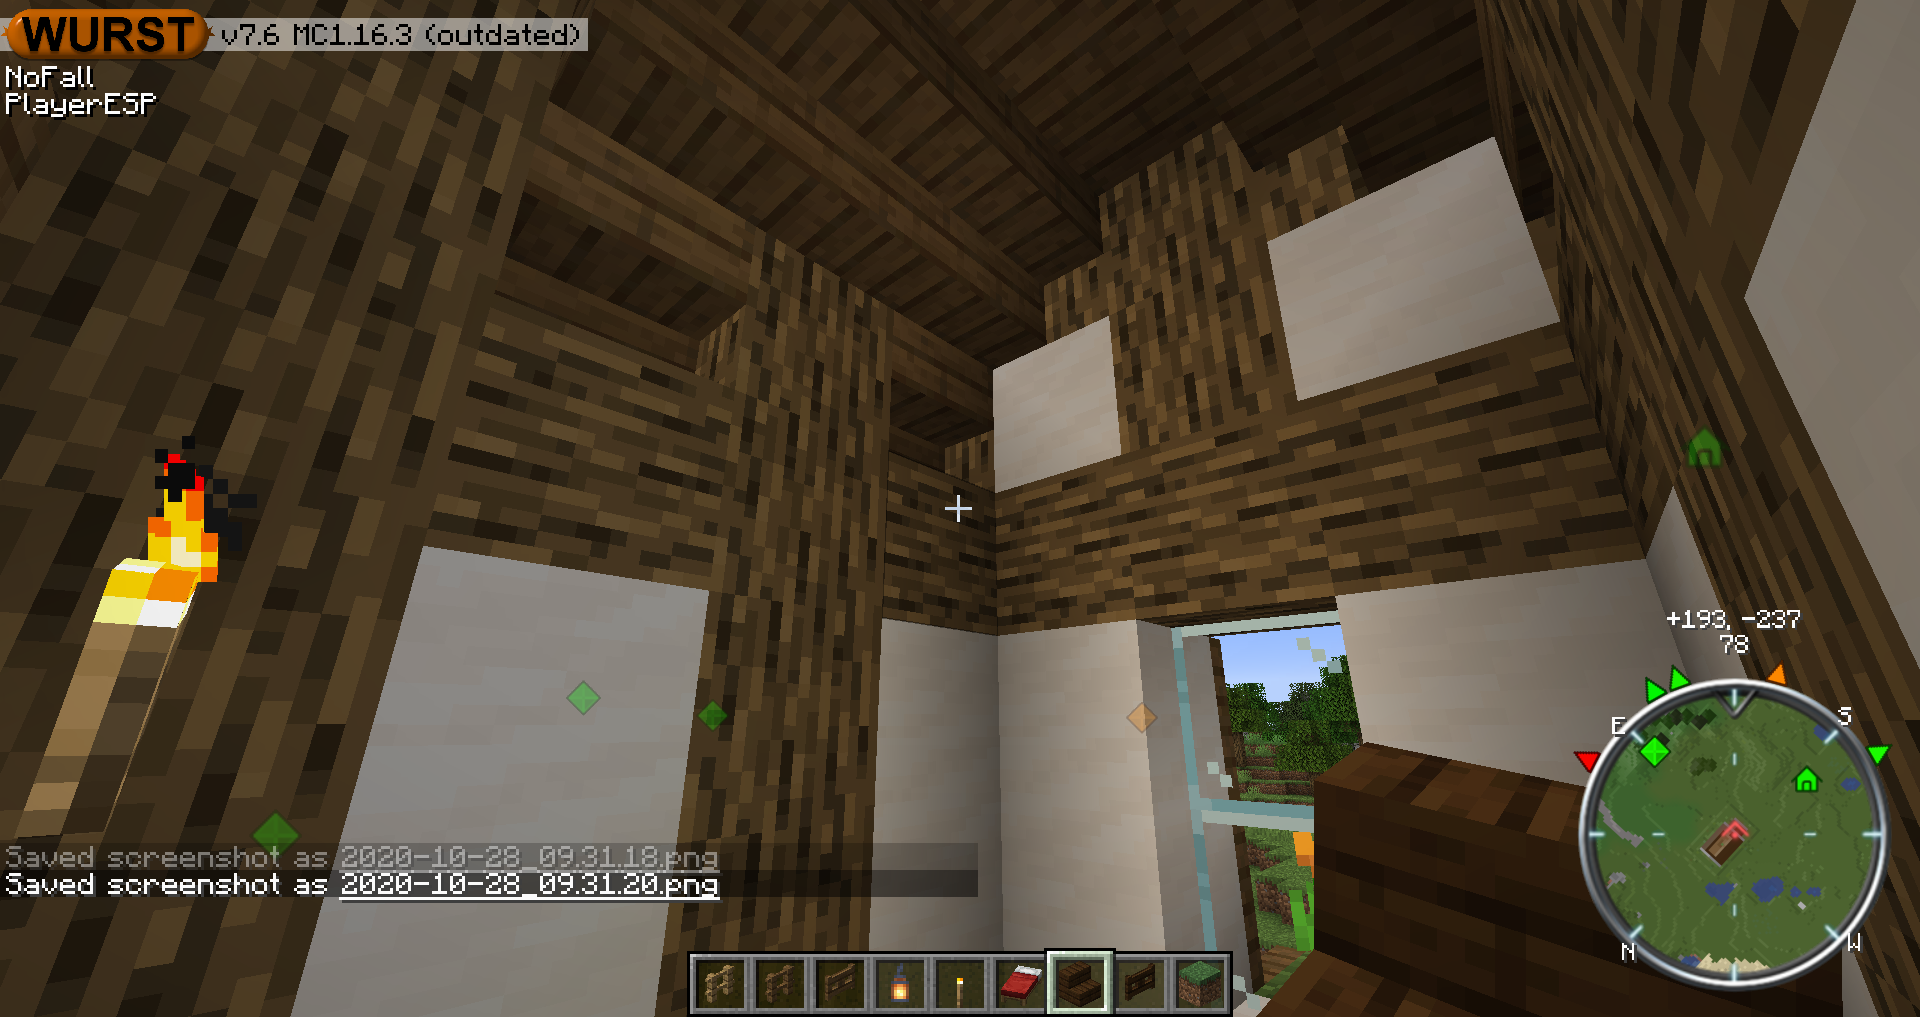 WURST v7.6 MC1.16.3 (outdated)
NoFall
PlayerESP
+193, -237
78
E
S
N
W
Saved screenshot as 2020-10-28_09.31.18.png
Saved screenshot as 2020-10-28_09.31.20.png